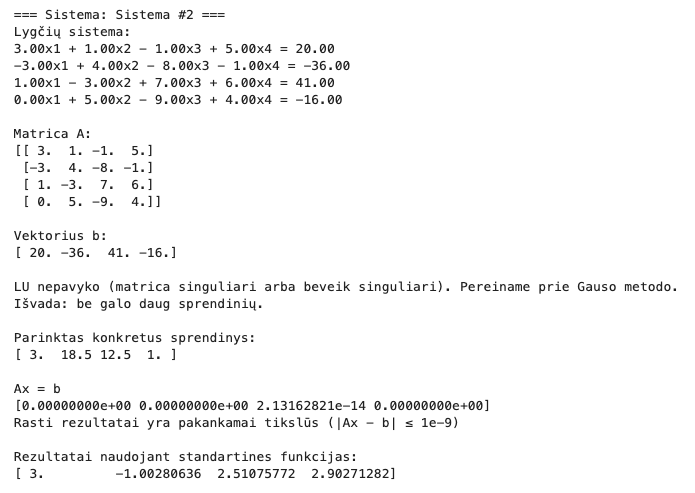 === Sistema: Sistema #2 ===
Lygčių sistema:
3.00x1 + 1.00x2 − 1.00x3 + 5.00x4 = 20.00
-3.00x1 + 4.00x2 − 8.00x3 − 1.00x4 = -36.00
1.00x1 − 3.00x2 + 7.00x3 + 6.00x4 = 41.00
0.00x1 + 5.00x2 − 9.00x3 + 4.00x4 = -16.00
Matrica A:
[[ 3.  1. -1.  5.]
 [-3.  4. -8. -1.]
 [ 1. -3.  7.  6.]
 [ 0.  5. -9.  4.]]
Vektorius b:
[ 20. -36.  41. -16.]
LU nepavyko (matrica singuliari arba beveik singuliari). Pereiname prie Gauso metodo.
Išvada: be galo daug sprendinių.
Parinktas konkretus sprendinys:
[ 3.  18.5 12.5  1. ]
Ax = b
[0.00000000e+00 0.00000000e+00 2.13162821e-14 0.00000000e+00]
Rasti rezultatai yra pakankamai tikslūs (|Ax − b| ≤ 1e-9)
Rezultatai naudojant standartines funkcijas:
[ 3.         -1.00280636  2.51075772  2.90271282]